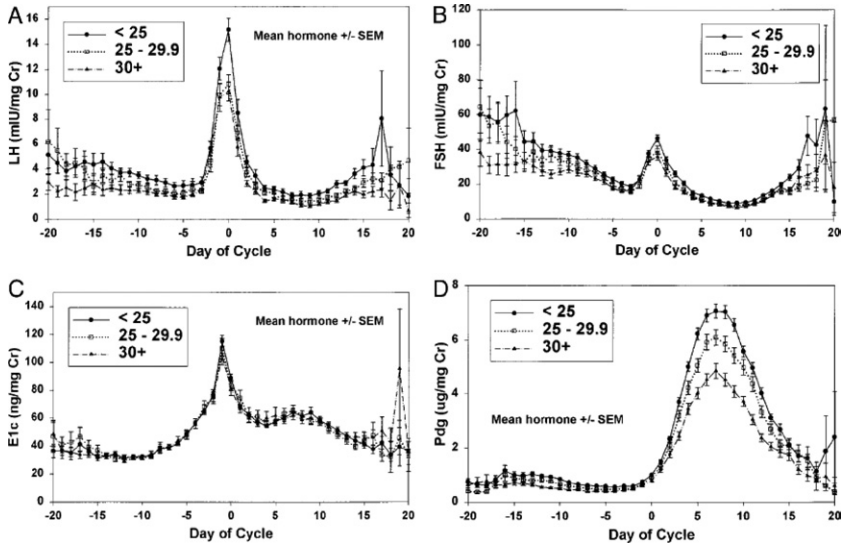 A
LH (mIU/mg Cr)
16
14
12
10
8
6
4
2
0
< 25
25 - 29.9
30+
Mean hormone +/- SEM
-20 -15 -10 -5 0 5 10 15 20
Day of Cycle
B
FSH (mIU/mg Cr)
120
100
80
60
40
20
0
< 25
25 - 29.9
30+
Mean hormone +/- SEM
-20 -15 -10 -5 0 5 10 15 20
Day of Cycle
C
E1c (ng/mg Cr)
140
120
100
80
60
40
20
0
< 25
25 - 29.9
30+
Mean hormone +/- SEM
-20 -15 -10 -5 0 5 10 15 20
Day of Cycle
D
Pdg (ug/mg Cr)
8
6
4
2
0
< 25
25 - 29.9
30+
Mean hormone +/- SEM
-20 -15 -10 -5 0 5 10 15 20
Day of Cycle